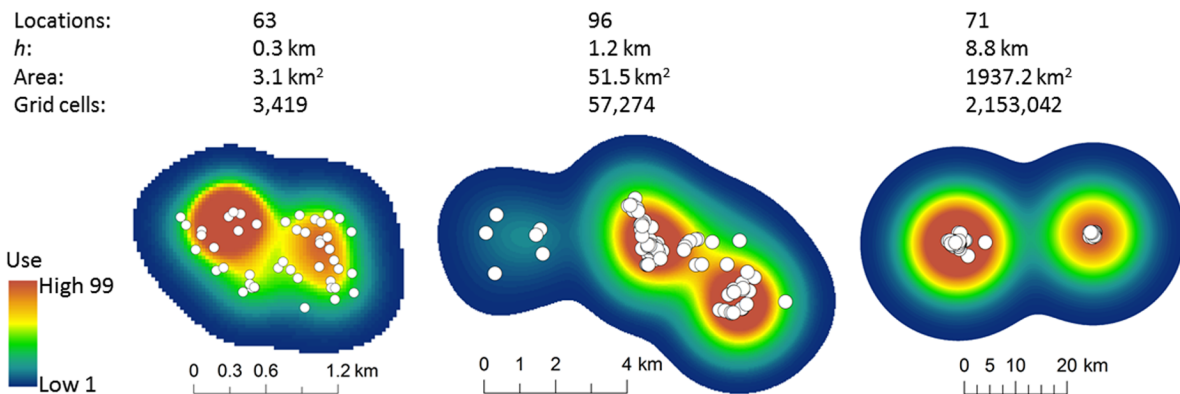 Locations: 63 96 71
h: 0.3 km 1.2 km 8.8 km
Area: 3.1 km² 51.5 km² 1937.2 km²
Grid cells: 3,419 57,274 2,153,042
Use
High 99
Low 1
0 0.3 0.6 1.2 km
0 1 2 4 km
0 5 10 20 km